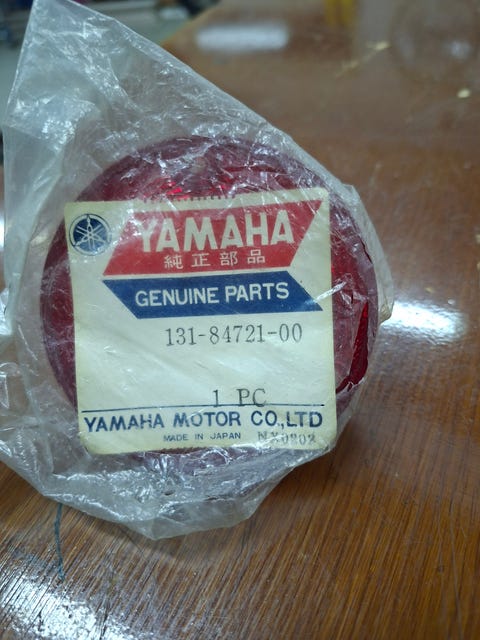 YAMAHA
純正部品
GENUINE PARTS
131-84721-00
1 PC
YAMAHA MOTOR CO.,LTD
MADE IN JAPAN